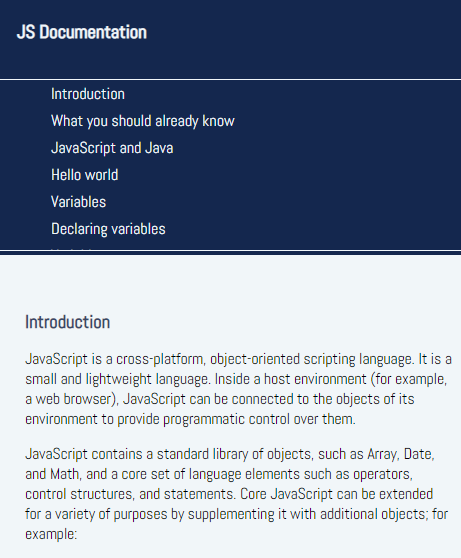 JS Documentation
Introduction
What you should already know
JavaScript and Java
Hello world
Variables
Declaring variables
Introduction
JavaScript is a cross-platform, object-oriented scripting language. It is a
small and lightweight language. Inside a host environment (for example,
a web browser), JavaScript can be connected to the objects of its
environment to provide programmatic control over them.
JavaScript contains a standard library of objects, such as Array, Date,
and Math, and a core set of language elements such as operators,
control structures, and statements. Core JavaScript can be extended
for a variety of purposes by supplementing it with additional objects; for
example: